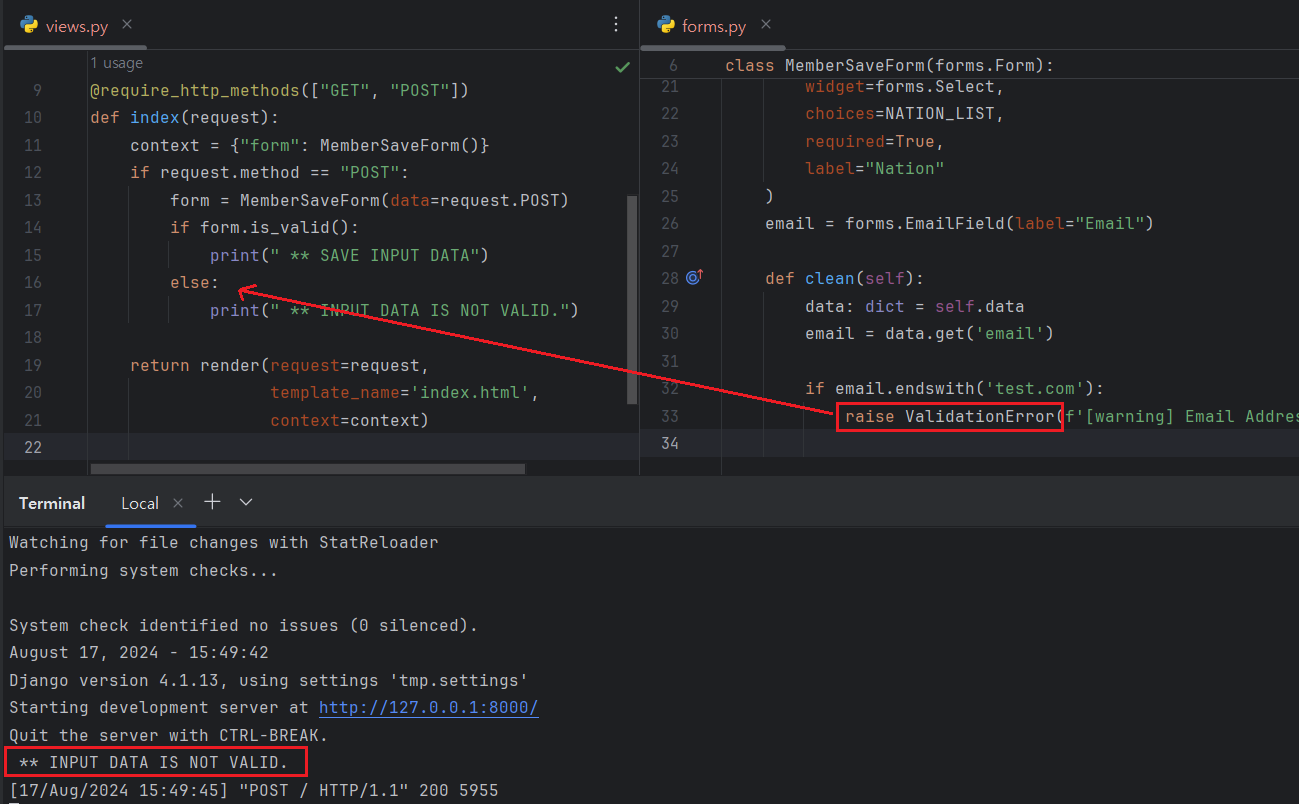 views.py
1 usage
9 @require_http_methods(["GET", "POST"])
10 def index(request):
11 context = {"form": MemberSaveForm()}
12 if request.method == "POST":
13 form = MemberSaveForm(data=request.POST)
14 if form.is_valid():
15 print(" ** SAVE INPUT DATA")
16 else:
17 print(" ** INPUT DATA IS NOT VALID.")
18
19 return render(request=request,
20 template_name='index.html',
21 context=context)
22
forms.py
6 class MemberSaveForm(forms.Form):
21 widget=forms.Select,
22 choices=NATION_LIST,
23 required=True,
24 label="Nation"
25 )
26 email = forms.EmailField(label="Email")
27
28 def clean(self):
29 data: dict = self.data
30 email = data.get('email')
31
32 if email.endswith('test.com'):
33 raise ValidationError(f'[warning] Email Addres
34
Terminal Local
Watching for file changes with StatReloader
Performing system checks...
System check identified no issues (0 silenced).
August 17, 2024 - 15:49:42
Django version 4.1.13, using settings 'tmp.settings'
Starting development server at http://127.0.0.1:8000/
Quit the server with CTRL-BREAK.
** INPUT DATA IS NOT VALID.
[17/Aug/2024 15:49:45] "POST / HTTP/1.1" 200 5955